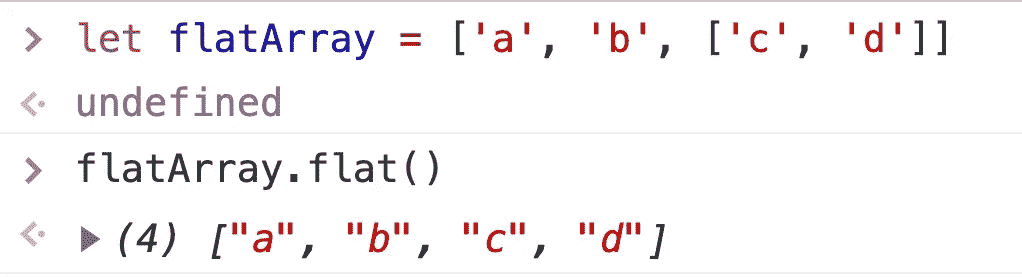 > let flatArray = ['a', 'b', ['c', 'd']]
undefined
> flatArray.flat()
(4) ["a", "b", "c", "d"]